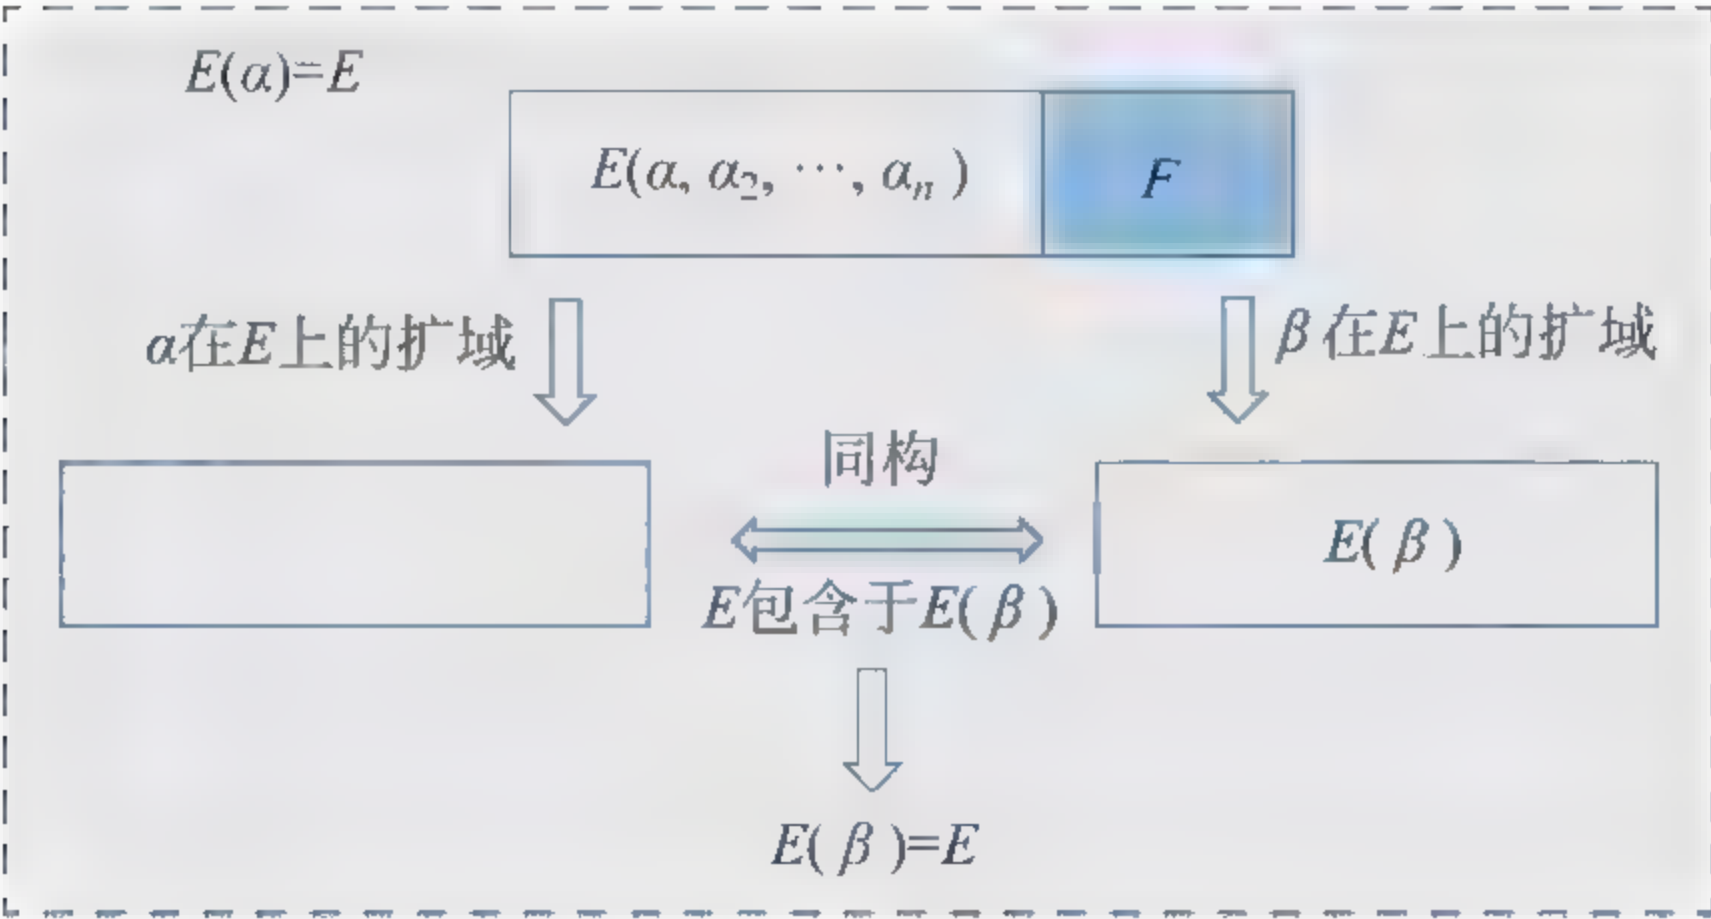 E(α)=E
E(α, α₂, ⋯, αₙ)
F
α在E上的扩域
β在E上的扩域
同构
E包含于E(β)
E(β)
E(β)=E